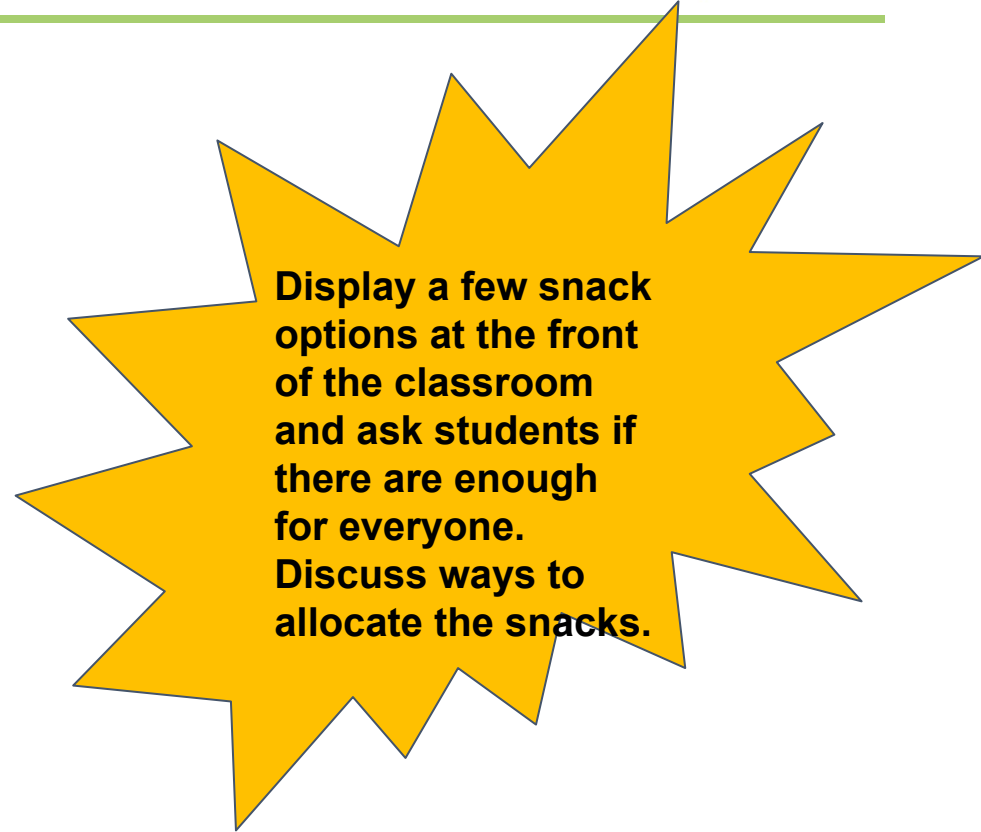 Display a few snack
options at the front
of the classroom
and ask students if
there are enough
for everyone.
Discuss ways to
allocate the snacks.